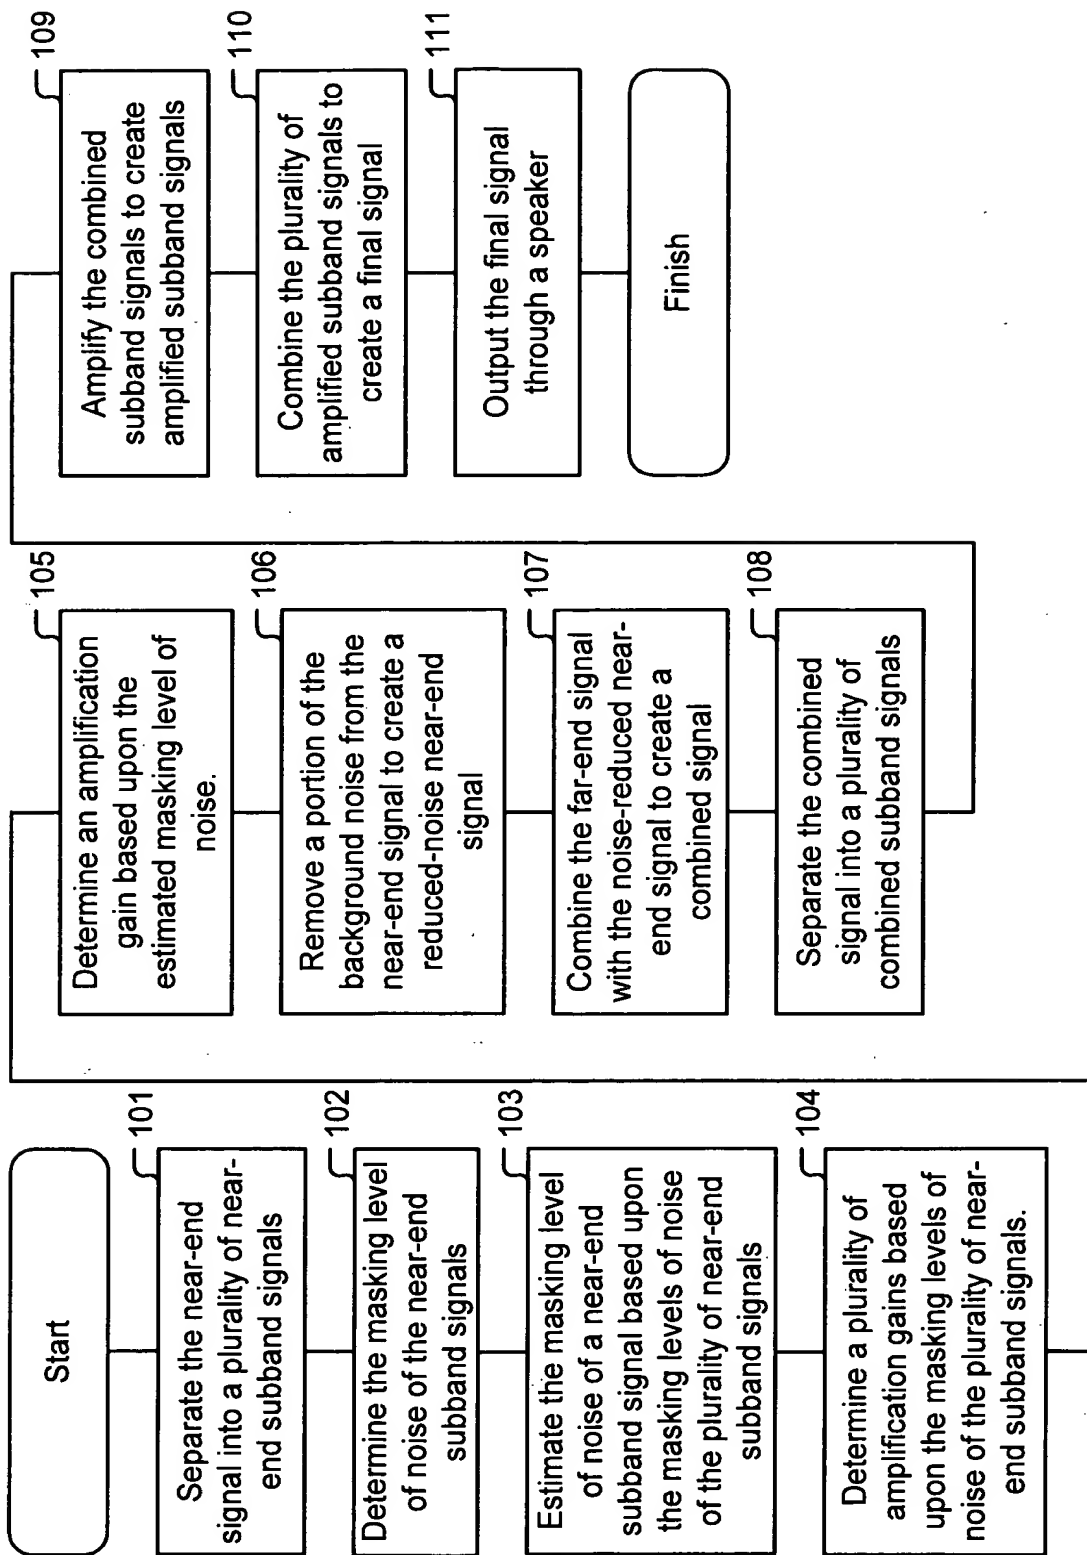 Start
101
Separate the near-
signal into a plurality of near-
end subband signals
102
Determine the masking level
of noise of the near-end
subband signals
103
Estimate the masking level
of noise of a near-end
subband signal based upon
the masking levels of noise
of the plurality of near-end
subband signals
104
Determine a plurality of
amplification gains based
upon the masking levels of
noise of the plurality of near-
end subband signals.
105
Determine an amplification
gain based upon the
estimated masking level of
noise.
106
Remove a portion of the
background noise from the
near-end signal to create a
reduced-noise near-end
signal
107
Combine the far-end signal
with the noise-reduced near-
end signal to create a
combined signal
108
Separate the combined
signal into a plurality of
combined subband signals
109
Amplify the combined
subband signals to create
amplified subband signals
110
Combine the plurality of
amplified subband signals to
create a final signal
111
Output the final signal
through a speaker
Finish